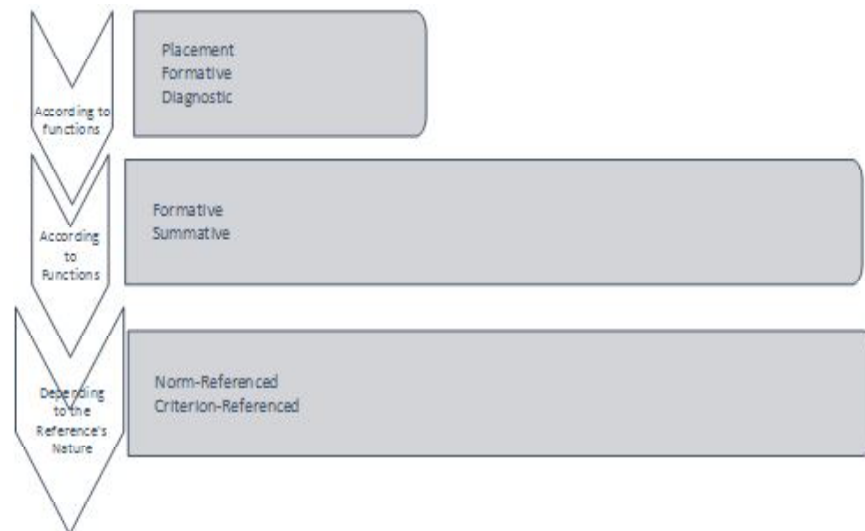 Placement
Formative
Diagnostic
According to
functions
Formative
Summative
According
to
Functions
Norm-Referenced
Criterion-Referenced
Depending
to the
Reference's
Nature